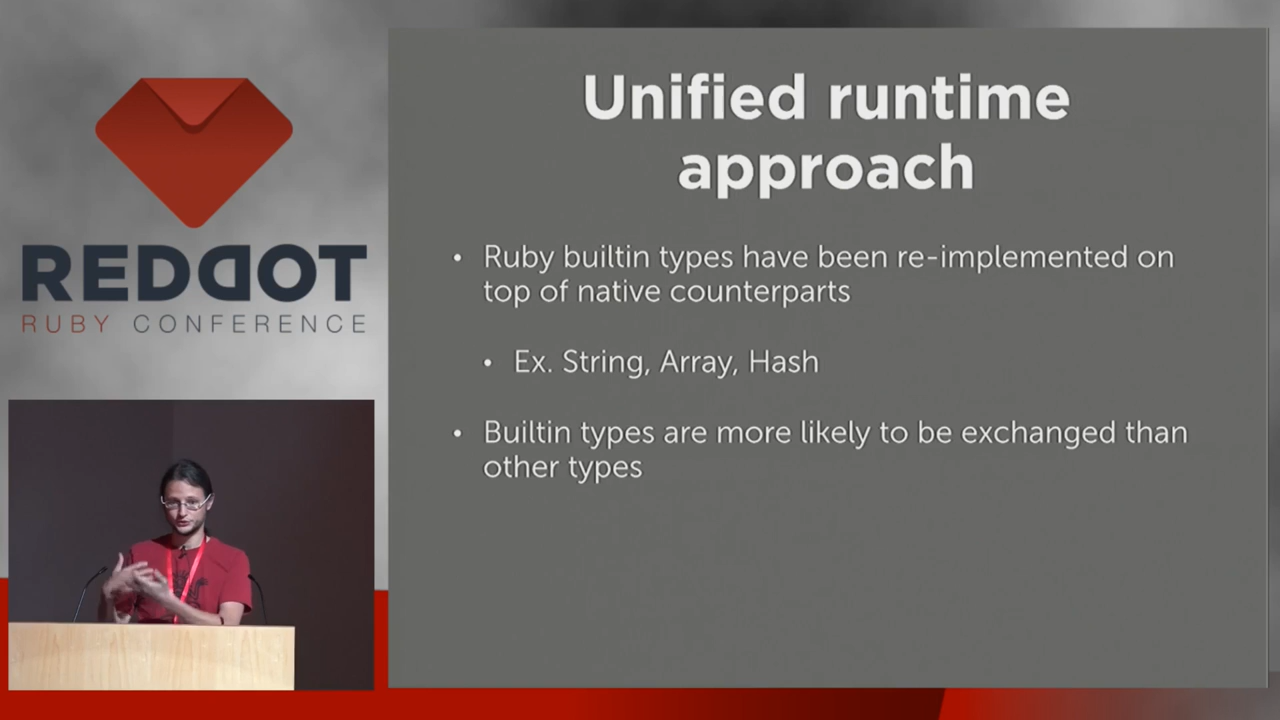 REDDOT
RUBY CONFERENCE
Unified runtime
approach
• Ruby builtin types have been re-implemented on
top of native counterparts
• Ex. String, Array, Hash
• Builtin types are more likely to be exchanged than
other types